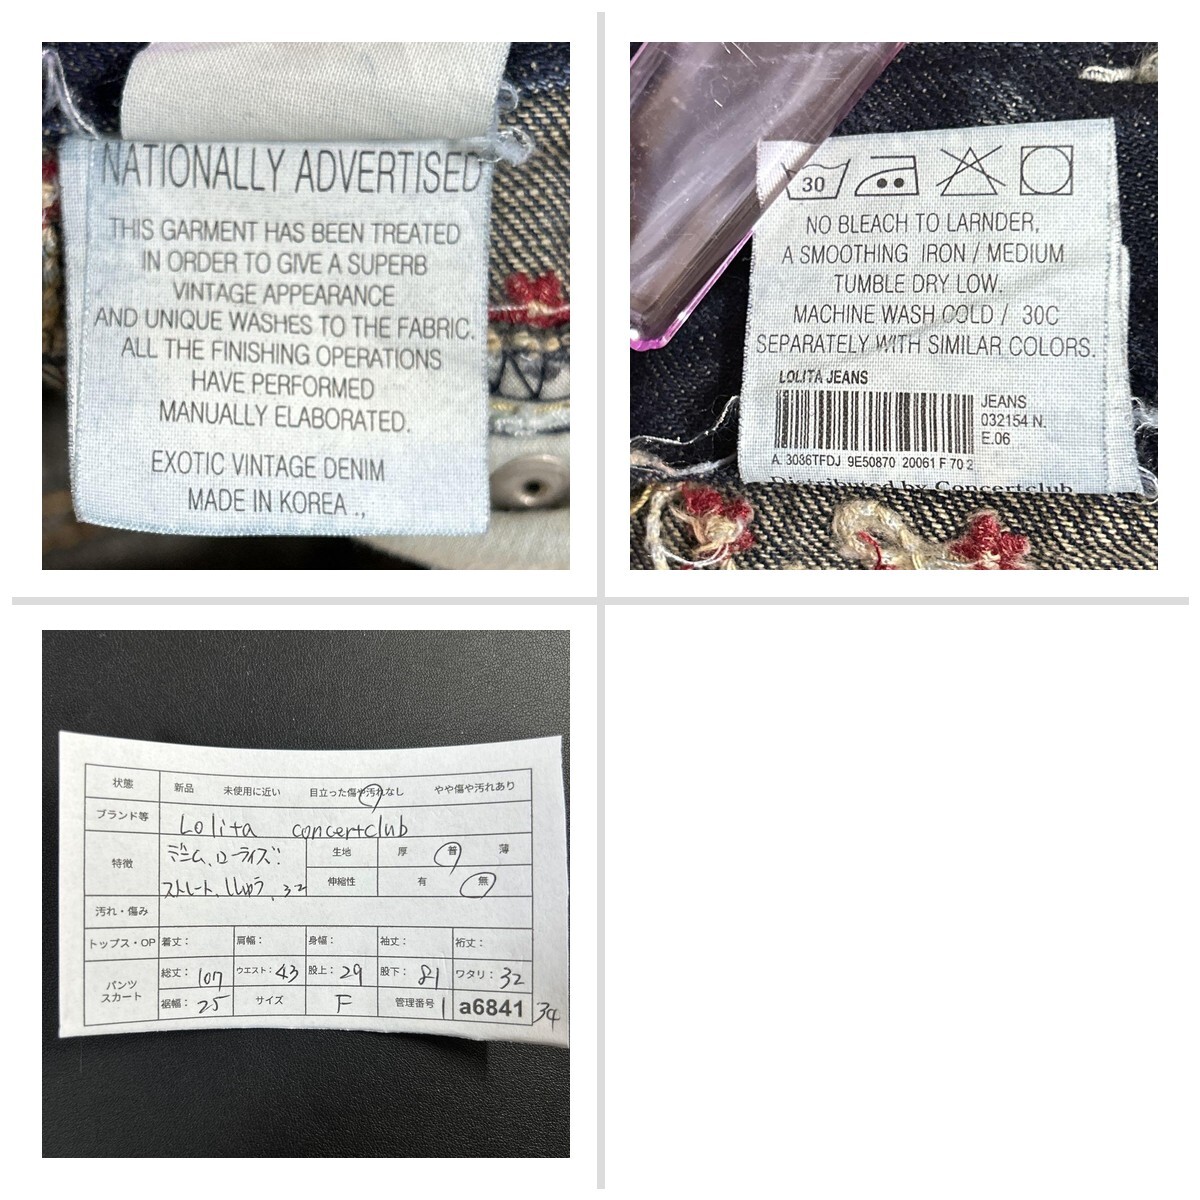 NATIONALLY ADVERTISED
THIS GARMENT HAS BEEN TREATED
IN ORDER TO GIVE A SUPERB
VINTAGE APPEARANCE
AND UNIQUE WASHES TO THE FABRIC.
ALL THE FINISHING OPERATIONS
HAVE PERFORMED
MANUALLY ELABORATED.
EXOTIC VINTAGE DENIM
MADE IN KOREA .,
30
NO BLEACH TO LARNDER,
A SMOOTHING IRON / MEDIUM
TUMBLE DRY LOW.
MACHINE WASH COLD / 30C
SEPARATELY WITH SIMILAR COLORS.
LOLITA JEANS
JEANS
032154 N.
E.06
A. 3036TFDJ 9E50870 20061 F 70 2
Distributed by Concertclub
状態 新品 未使用に近い 目立った傷や汚れなし やや傷や汚れあり
ブランド等 Lolita concertclub
特徴 デニム、ローライズ 生地 厚 普 薄
ストレート、ししゅう、32 伸縮性 有 無
汚れ・傷み
トップス・OP 着丈： 肩幅： 身幅： 袖丈： 裄丈：
パンツ スカート 総丈：107 ウエスト：43 股上：29 股下：81 ワタリ：32
裾幅：25 サイズ F 管理番号 1 a6841 34